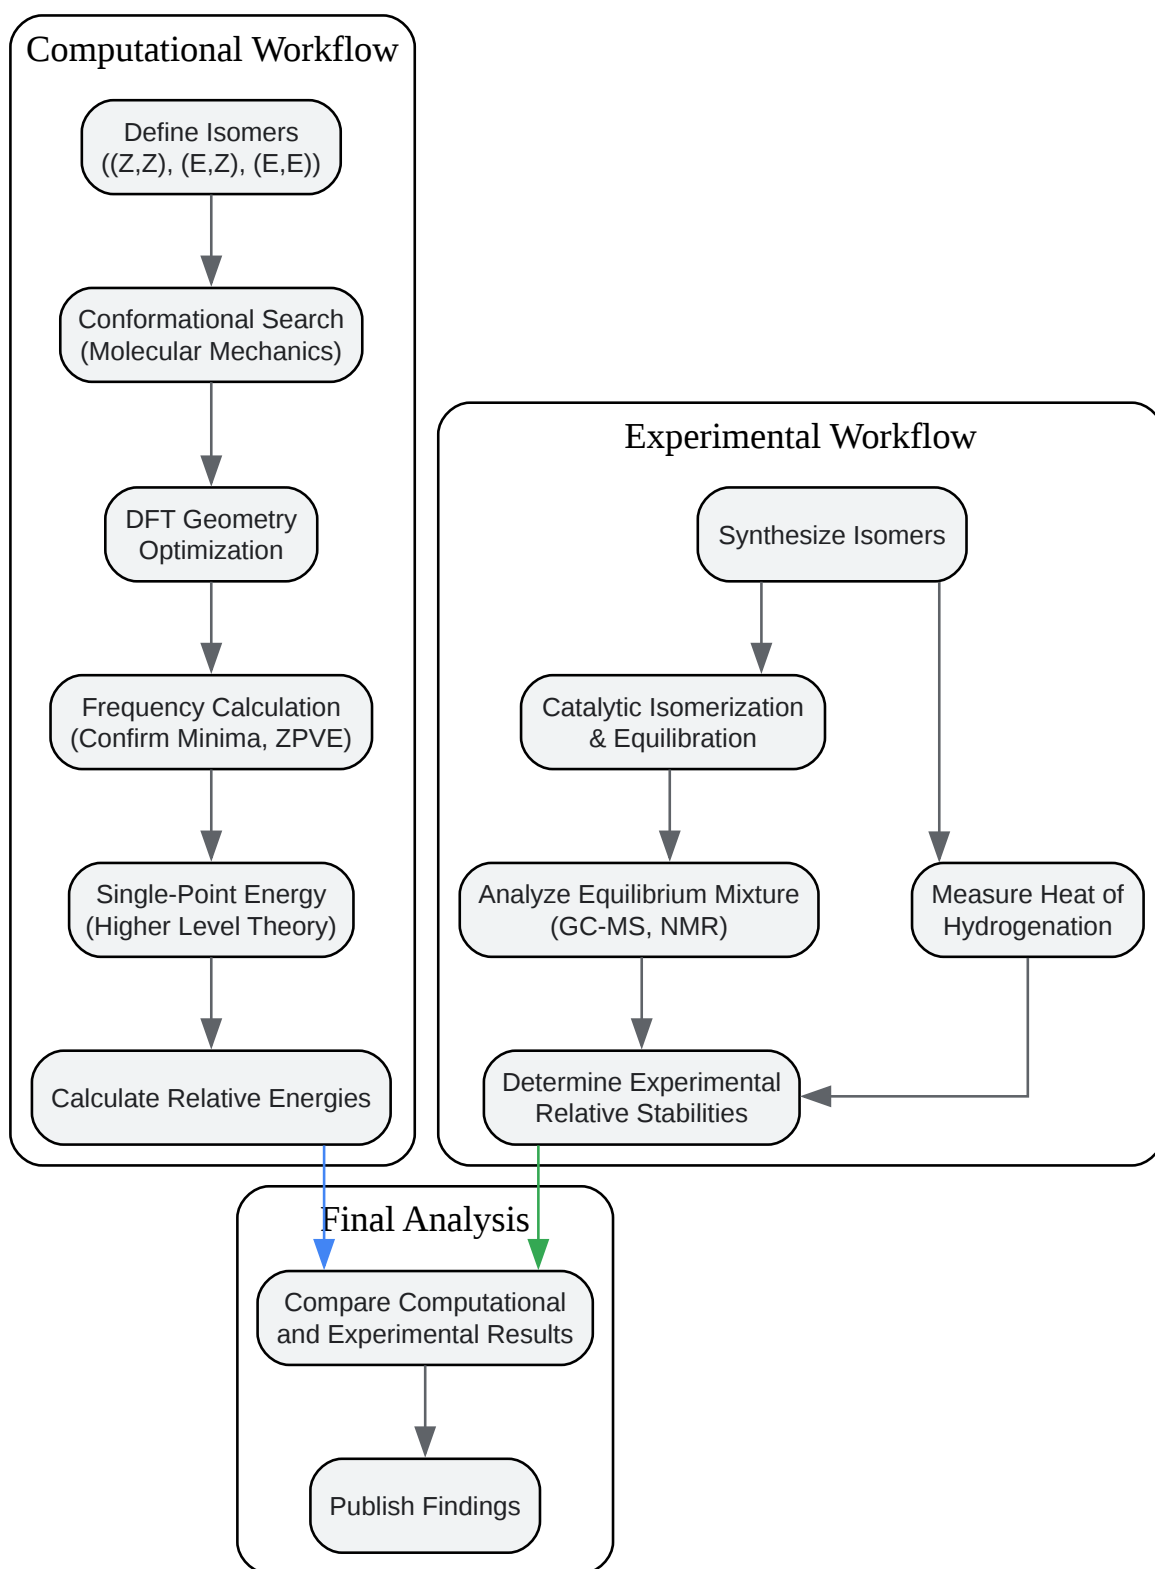 Computational Workflow
Define Isomers
((Z,Z), (E,Z), (E,E))
Conformational Search
(Molecular Mechanics)
DFT Geometry
Optimization
Frequency Calculation
(Confirm Minima, ZPVE)
Single-Point Energy
(Higher Level Theory)
Calculate Relative Energies
Experimental Workflow
Synthesize Isomers
Catalytic Isomerization
& Equilibration
Analyze Equilibrium Mixture
(GC-MS, NMR)
Measure Heat of
Hydrogenation
Determine Experimental
Relative Stabilities
Final Analysis
Compare Computational
and Experimental Results
Publish Findings